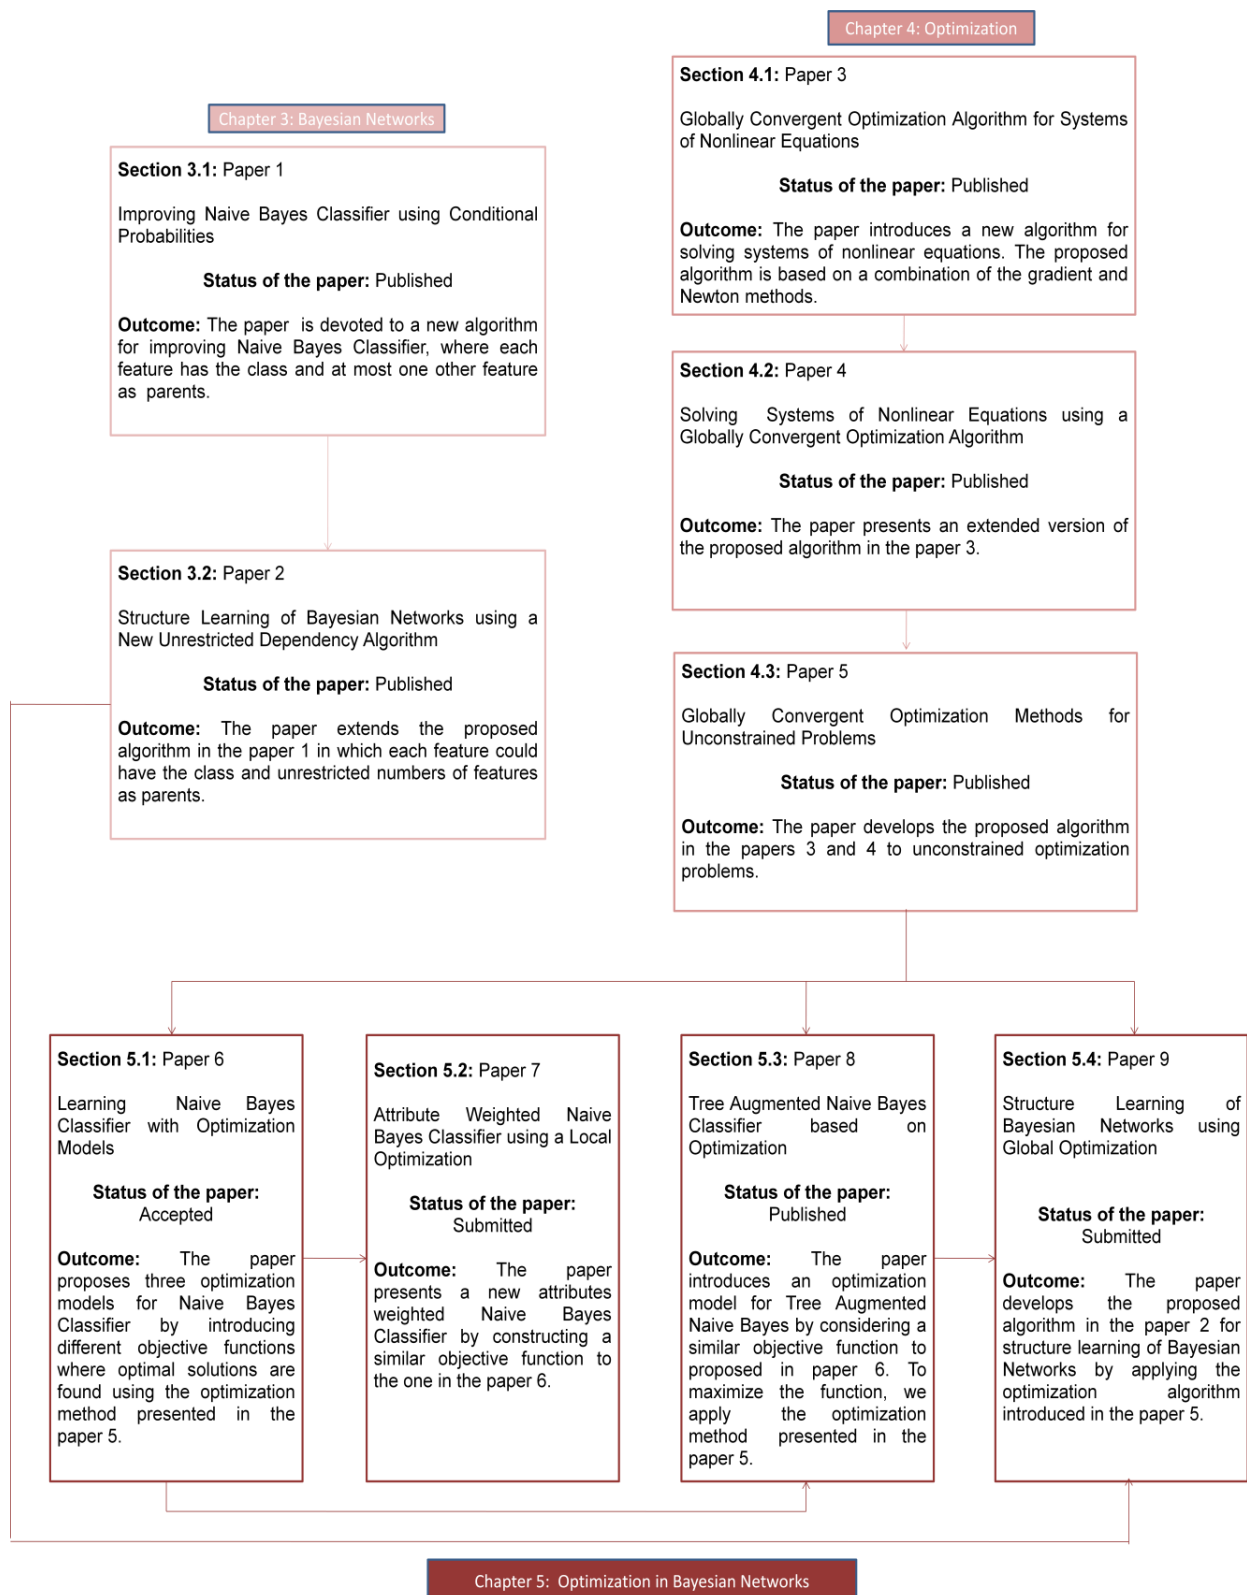 Chapter 4: Optimization
Section 4.1: Paper 3
Globally Convergent Optimization Algorithm for Systems
of Nonlinear Equations
Status of the paper: Published
Outcome: The paper introduces a new algorithm for
solving systems of nonlinear equations. The proposed
algorithm is based on a combination of the gradient and
Newton methods.
Chapter 3: Bayesian Networks
Section 3.1: Paper 1
Improving Naive Bayes Classifier using Conditional
Probabilities
Status of the paper: Published
Outcome: The paper is devoted to a new algorithm
for improving Naive Bayes Classifier, where each
feature has the class and at most one other feature
as parents.
Section 4.2: Paper 4
Solving Systems of Nonlinear Equations using a
Globally Convergent Optimization Algorithm
Status of the paper: Published
Outcome: The paper presents an extended version of
the proposed algorithm in the paper 3.
Section 3.2: Paper 2
Structure Learning of Bayesian Networks using a
New Unrestricted Dependency Algorithm
Status of the paper: Published
Outcome: The paper extends the proposed
algorithm in the paper 1 in which each feature could
have the class and unrestricted numbers of features
as parents.
Section 4.3: Paper 5
Globally Convergent Optimization Methods for
Unconstrained Problems
Status of the paper: Published
Outcome: The paper develops the proposed algorithm
in the papers 3 and 4 to unconstrained optimization
problems.
Section 5.1: Paper 6
Learning Naive Bayes
Classifier with Optimization
Models
Status of the paper:
Accepted
Outcome: The paper
proposes three optimization
models for Naive Bayes
Classifier by introducing
different objective functions
where optimal solutions are
found using the optimization
method presented in the
paper 5.
Section 5.2: Paper 7
Attribute Weighted Naive
Bayes Classifier using a Local
Optimization
Status of the paper:
Submitted
Outcome: The paper
presents a new attributes
weighted Naive Bayes
Classifier by constructing a
similar objective function to
the one in the paper 6.
Section 5.3: Paper 8
Tree Augmented Naive Bayes
Classifier based on
Optimization
Status of the paper:
Published
Outcome: The paper
introduces an optimization
model for Tree Augmented
Naive Bayes by considering a
similar objective function to
proposed in paper 6. To
maximize the function, we
apply the optimization
method presented in the
paper 5.
Section 5.4: Paper 9
Structure Learning of
Bayesian Networks using
Global Optimization
Status of the paper:
Submitted
Outcome: The paper
develops the proposed
algorithm in the paper 2 for
structure learning of Bayesian
Networks by applying the
optimization algorithm
introduced in the paper 5.
Chapter 5: Optimization in Bayesian Networks